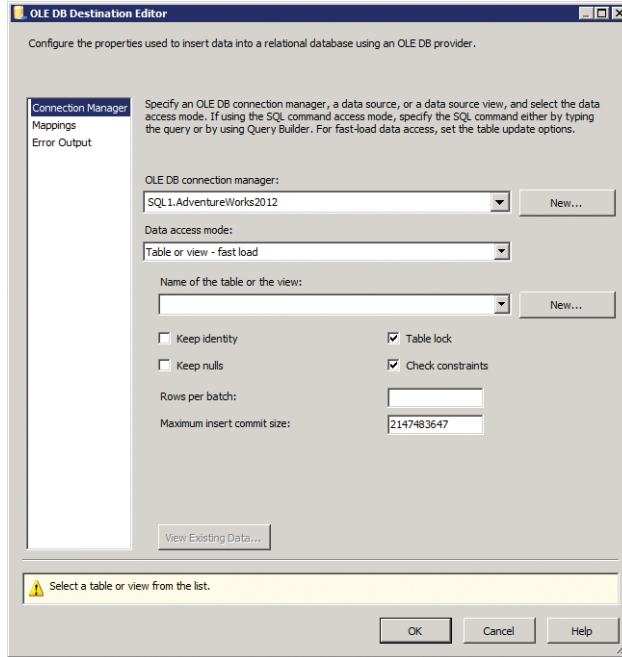 OLE DB Destination Editor
Configure the properties used to insert data into a relational database using an OLE DB provider.
Connection Manager
Mappings
Error Output
Specify an OLE DB connection manager, a data source, or a data source view, and select the data
access mode. If using the SQL command access mode, specify the SQL command either by typing
the query or by using Query Builder. For fast-load data access, set the table update options.
OLE DB connection manager:
SQL1.AdventureWorks2012
New...
Data access mode:
Table or view - fast load
Name of the table or the view:
New...
Keep identity
Table lock
Keep nulls
Check constraints
Rows per batch:
Maximum insert commit size:
2147483647
View Existing Data...
Select a table or view from the list.
OK
Cancel
Help